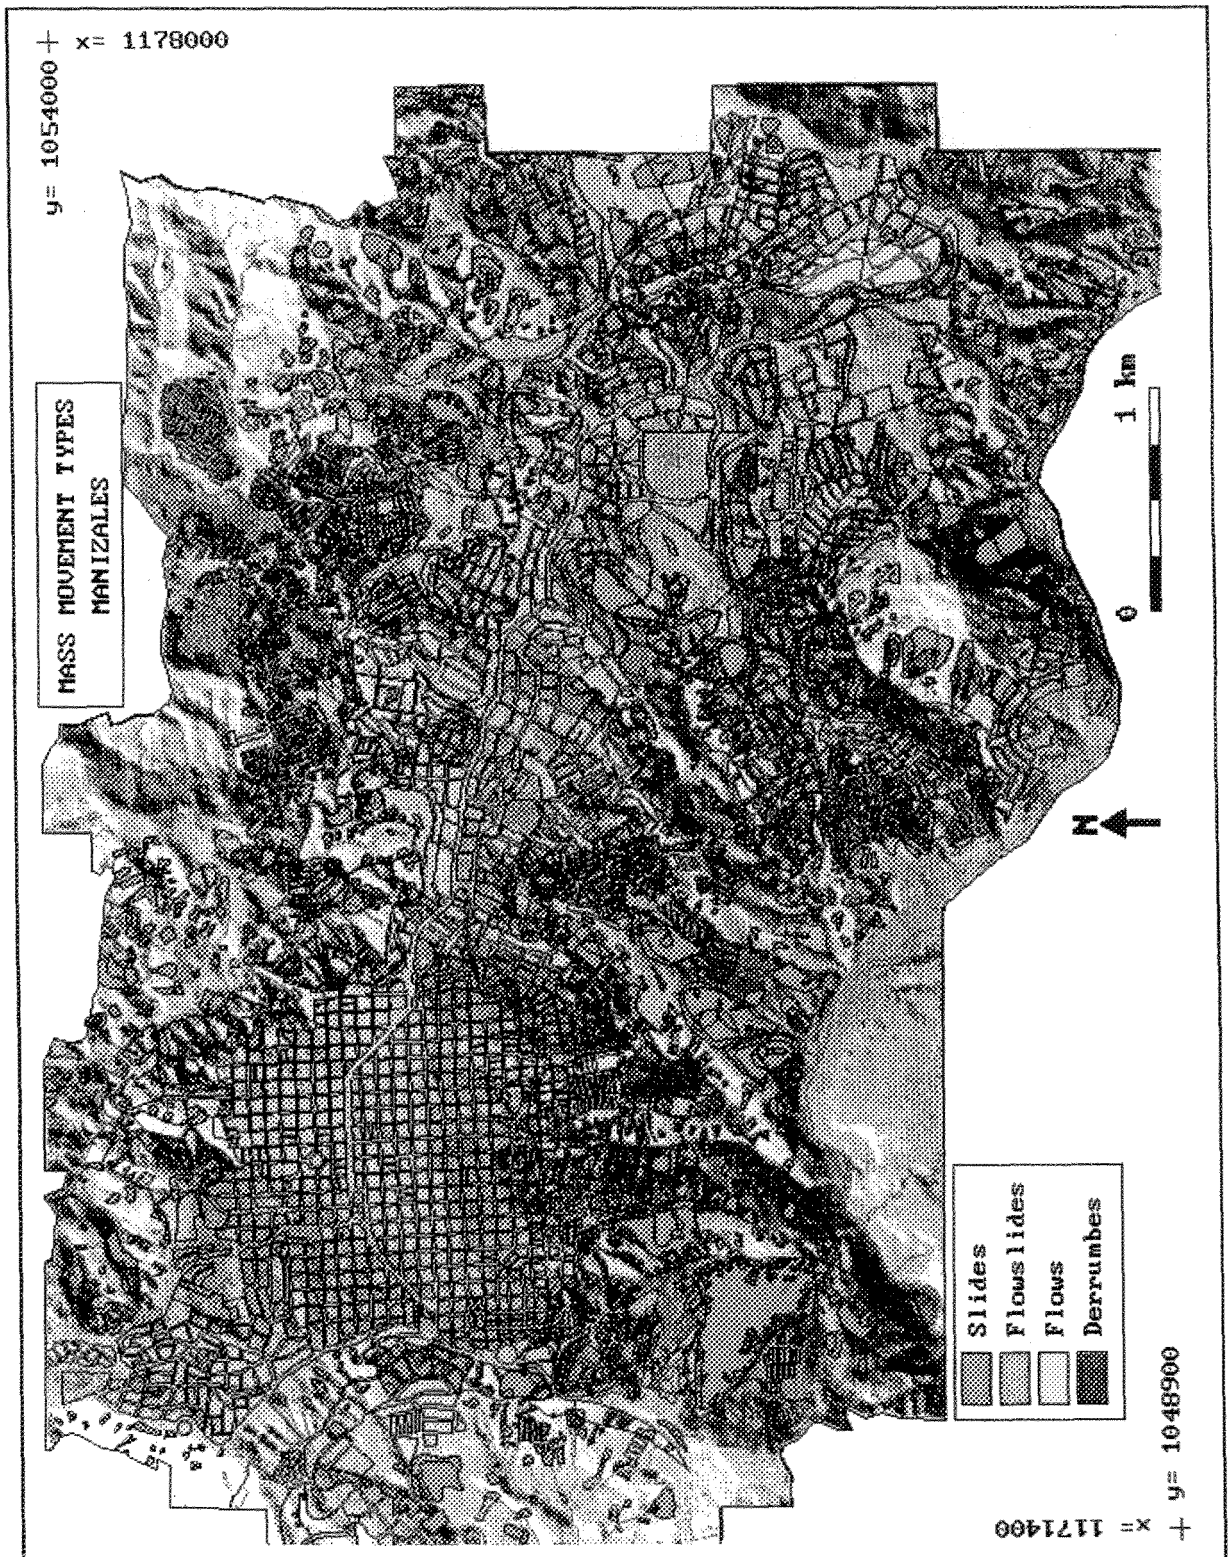 MASS MOVEMENT TYPES
MANIZALES
y= 1054000
x= 1178000
0 1 km
N
Slides
Flowslides
Flows
Derrumbes
x= 1171400
y= 1048900